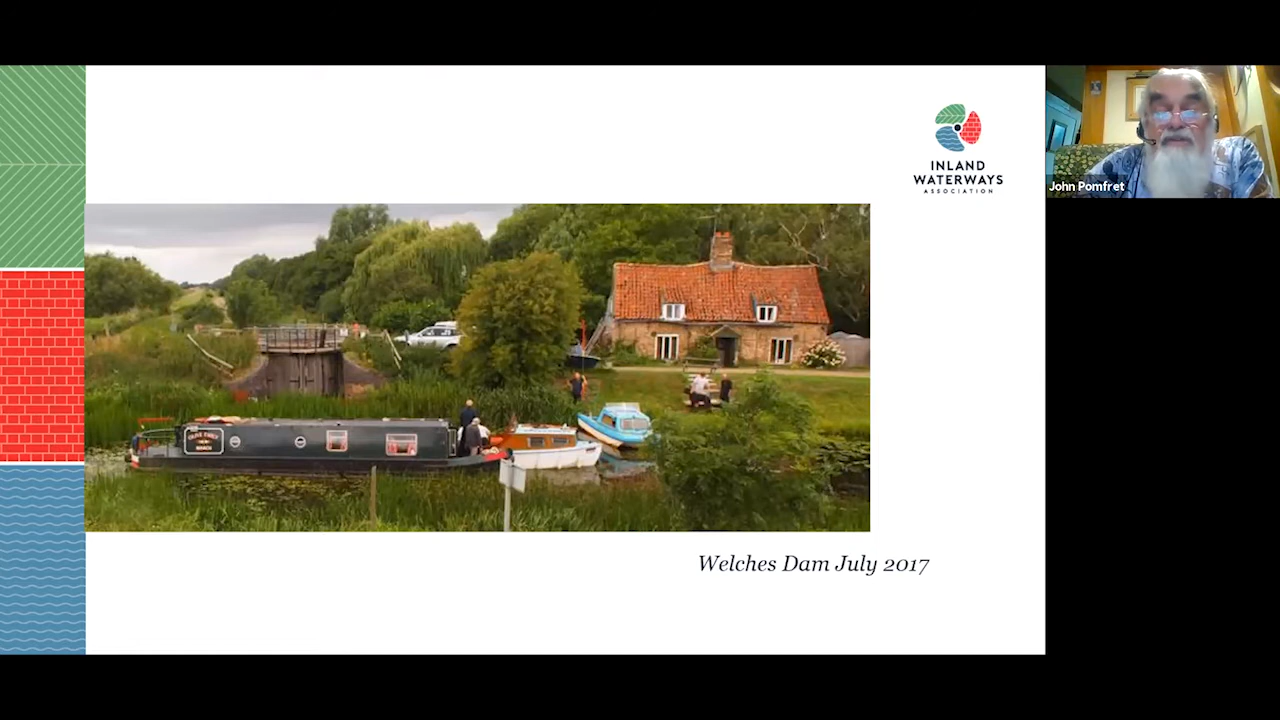 INLAND
WATERWAYS
ASSOCIATION
John Pomfret
Welches Dam July 2017